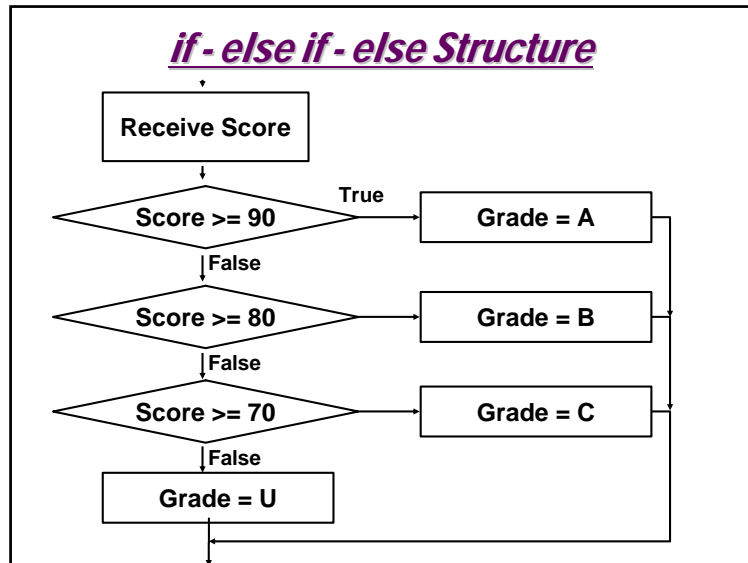 if - else if - else Structure
Receive Score
True
Score >= 90
Grade = A
False
Score >= 80
Grade = B
False
Score >= 70
Grade = C
False
Grade = U